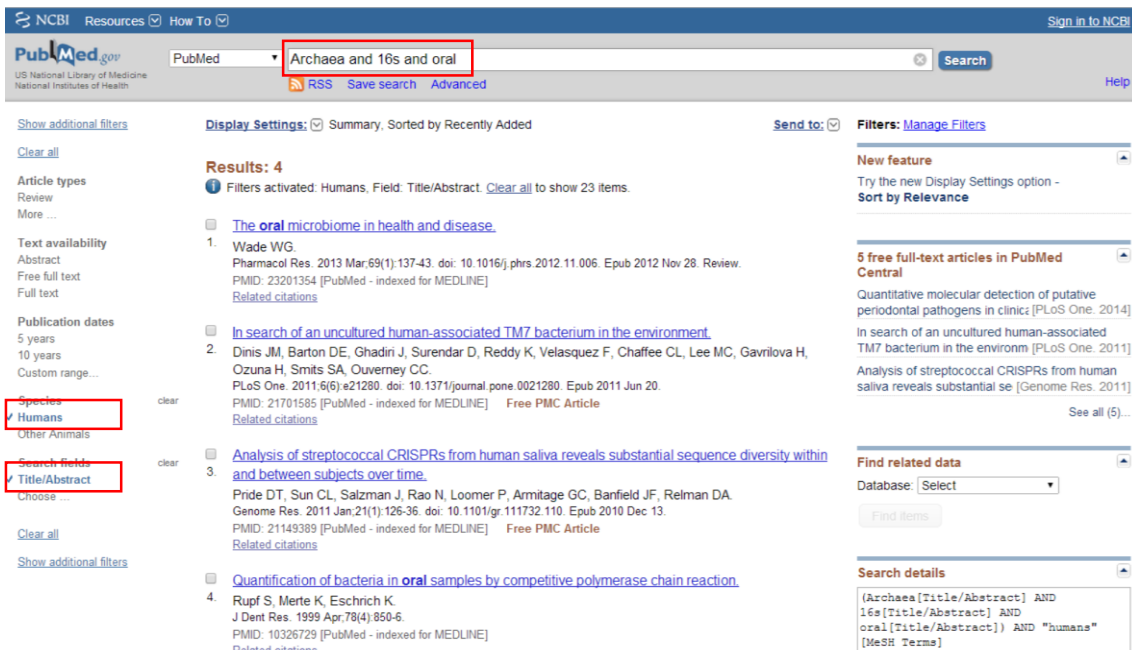 NCBI Resources How To Sign in to NCBI
PubMed.gov
US National Library of Medicine
National Institutes of Health
PubMed
Archaea and 16s and oral
Search
RSS Save search Advanced
Help
Show additional filters
Clear all
Article types
Review
More ...
Text availability
Abstract
Free full text
Full text
Publication dates
5 years
10 years
Custom range...
Species clear
Humans
Other Animals
Search fields clear
Title/Abstract
Choose ...
Clear all
Show additional filters
Display Settings: Summary, Sorted by Recently Added Send to:
Results: 4
Filters activated: Humans, Field: Title/Abstract. Clear all to show 23 items.
The oral microbiome in health and disease.
1. Wade WG.
Pharmacol Res. 2013 Mar;69(1):137-43. doi: 10.1016/j.phrs.2012.11.006. Epub 2012 Nov 28. Review.
PMID: 23201354 [PubMed - indexed for MEDLINE]
Related citations
In search of an uncultured human-associated TM7 bacterium in the environment.
2. Dinis JM, Barton DE, Ghadiri J, Surendar D, Reddy K, Velasquez F, Chaffee CL, Lee MC, Gavrilova H,
Ozuna H, Smits SA, Ouverney CC.
PLoS One. 2011;6(6):e21280. doi: 10.1371/journal.pone.0021280. Epub 2011 Jun 20.
PMID: 21701585 [PubMed - indexed for MEDLINE] Free PMC Article
Related citations
Analysis of streptococcal CRISPRs from human saliva reveals substantial sequence diversity within
3. and between subjects over time.
Pride DT, Sun CL, Salzman J, Rao N, Loomer P, Armitage GC, Banfield JF, Relman DA.
Genome Res. 2011 Jan;21(1):126-36. doi: 10.1101/gr.111732.110. Epub 2010 Dec 13.
PMID: 21149389 [PubMed - indexed for MEDLINE] Free PMC Article
Related citations
Quantification of bacteria in oral samples by competitive polymerase chain reaction.
4. Rupf S, Merte K, Eschrich K.
J Dent Res. 1999 Apr;78(4):850-6.
PMID: 10326729 [PubMed - indexed for MEDLINE]
Related citations
Filters: Manage Filters
New feature
Try the new Display Settings option -
Sort by Relevance
5 free full-text articles in PubMed
Central
Quantitative molecular detection of putative
periodontal pathogens in clinica [PLoS One. 2014]
In search of an uncultured human-associated
TM7 bacterium in the environm [PLoS One. 2011]
Analysis of streptococcal CRISPRs from human
saliva reveals substantial se [Genome Res. 2011]
See all (5)...
Find related data
Database: Select
Find items
Search details
(Archaea[Title/Abstract] AND
16s[Title/Abstract] AND
oral[Title/Abstract]) AND "humans"
[MeSH Terms]